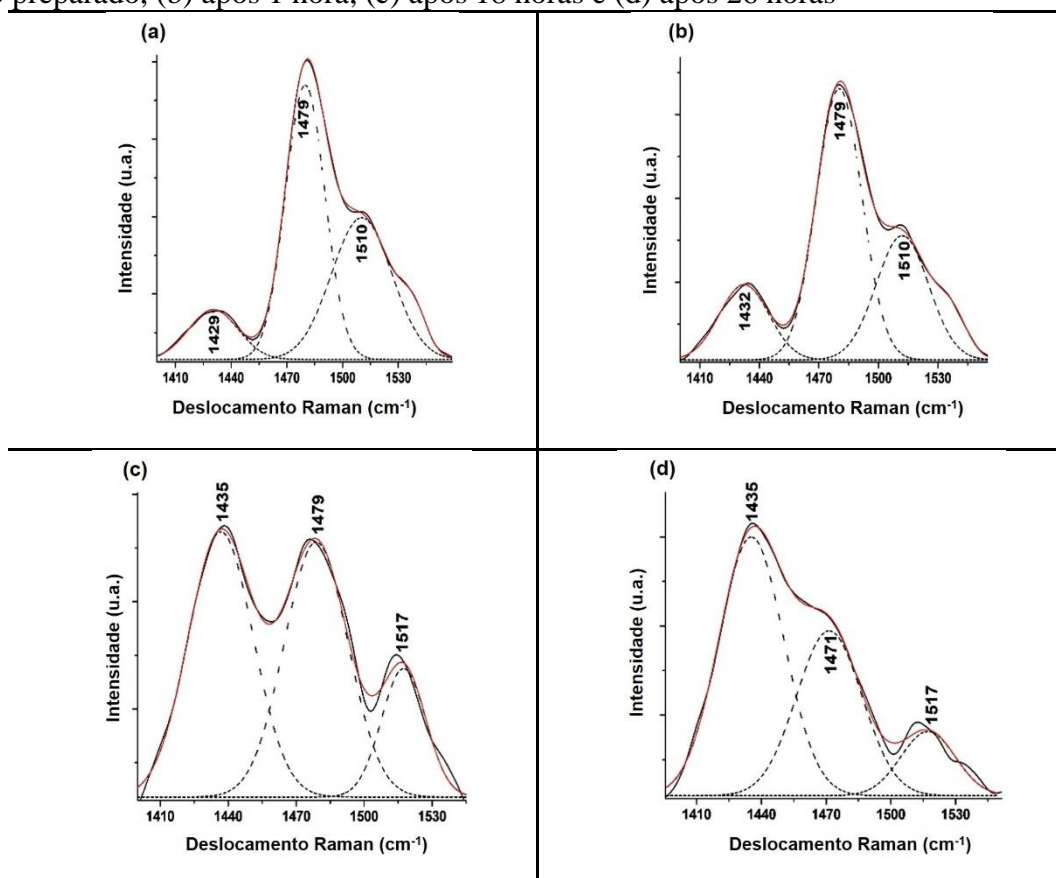 preparado; (b) após 1 hora; (c) após horas e (d) após horas
(a)
Intensidade (u.a.)
1479
1510
1429
1410 1440 1470 1500 1530
Deslocamento Raman (cm⁻¹)
(b)
Intensidade (u.a.)
1479
1510
1432
1410 1440 1470 1500 1530
Deslocamento Raman (cm⁻¹)
(c)
Intensidade (u.a.)
1435
1479
1517
1410 1440 1470 1500 1530
Deslocamento Raman (cm⁻¹)
(d)
Intensidade (u.a.)
1435
1471
1517
1410 1440 1470 1500 1530
Deslocamento Raman (cm⁻¹)